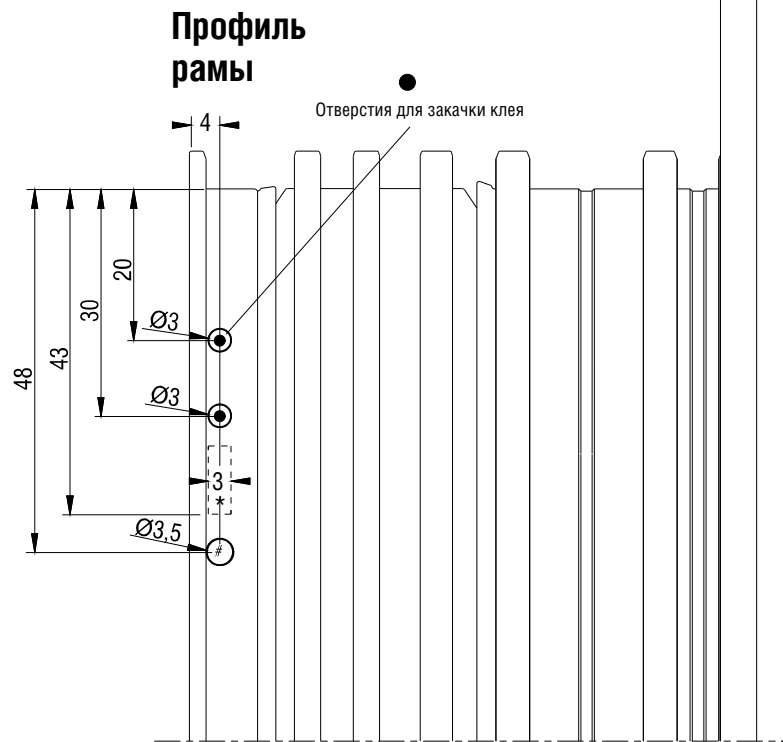 Профиль
рамы
Отверстия для закачки клея
4
20
30
43
48
Ø3
Ø3
3
*
Ø3,5
#